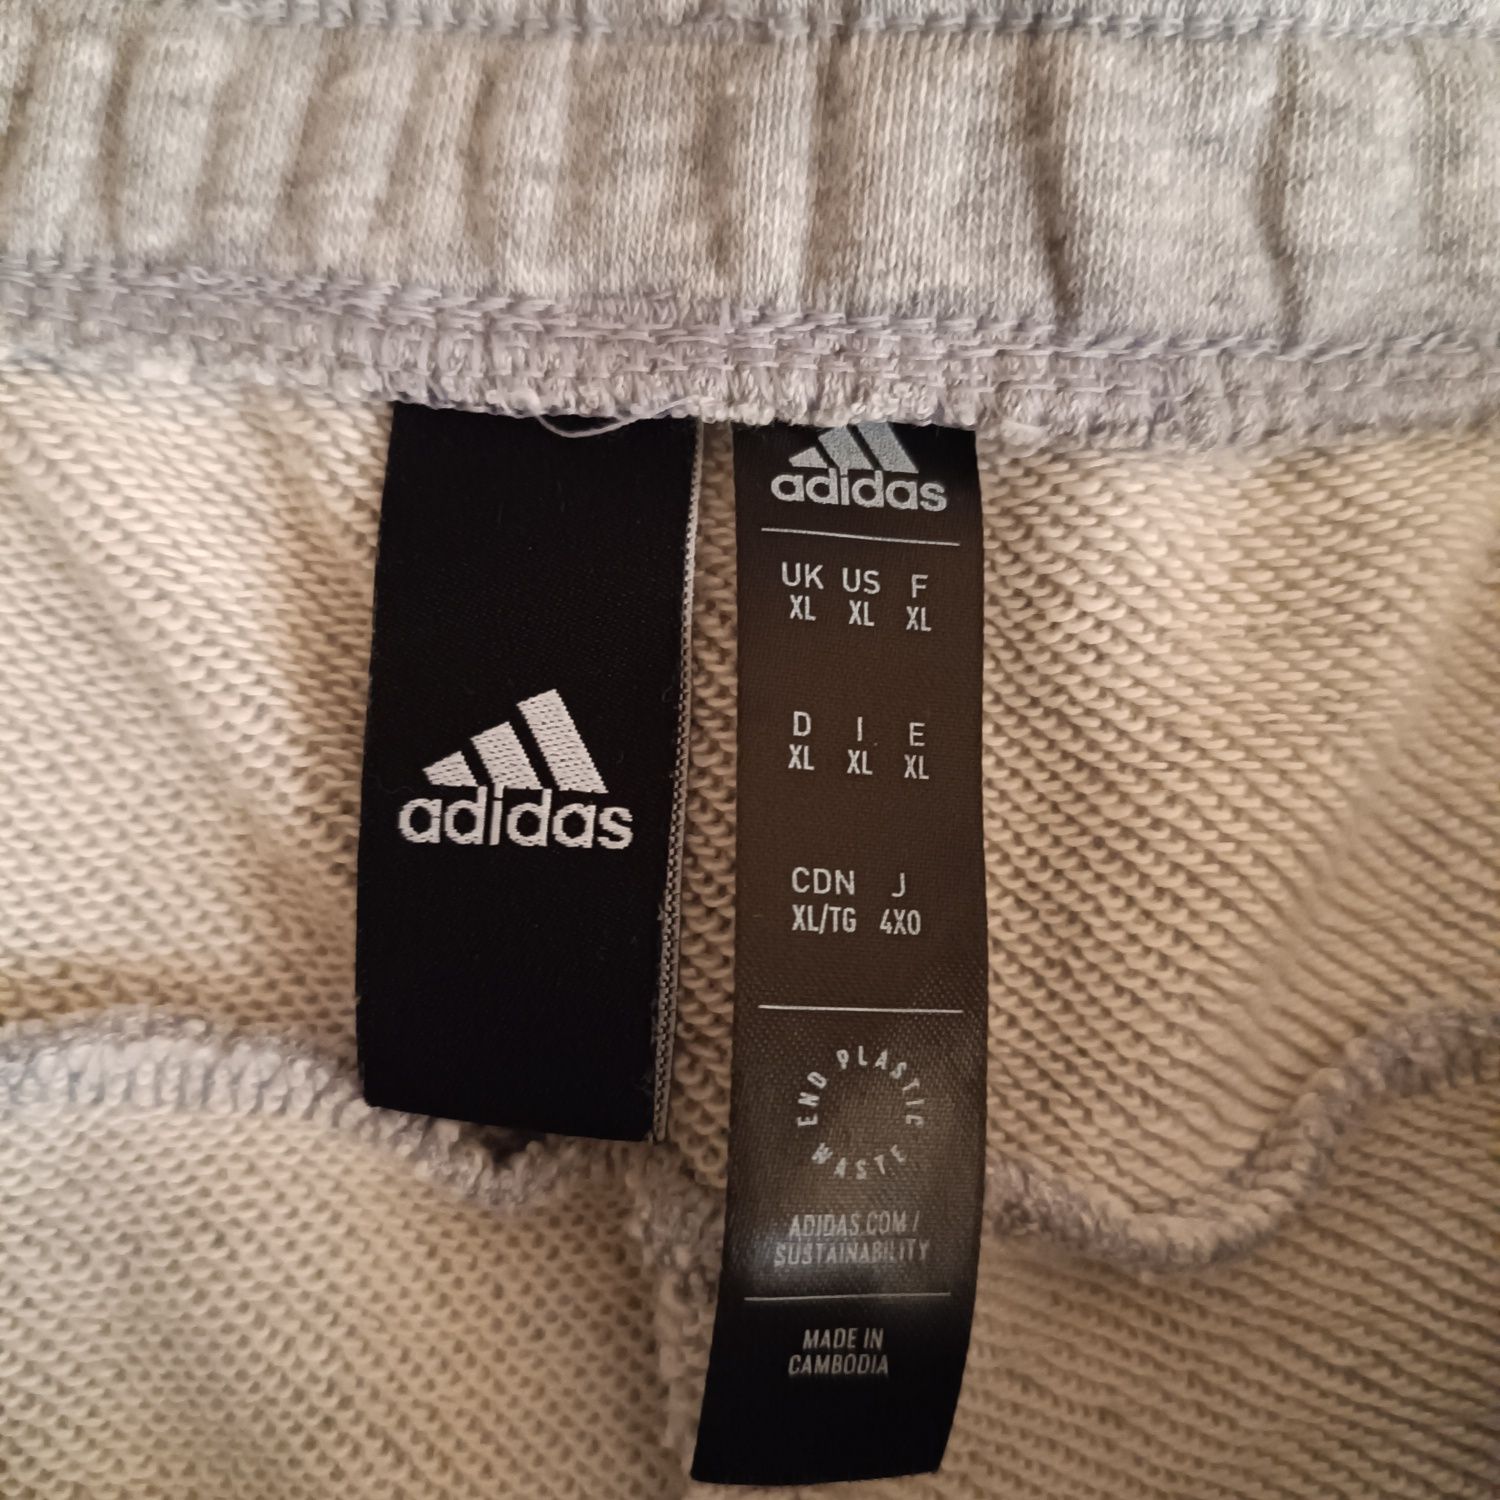 adidas
adidas
UK US F
XL XL XL
D I E
XL XL XL
CDN J
XL/TG 4XO
END PLASTIC WASTE
ADIDAS.COM/
SUSTAINABILITY
MADE IN
CAMBODIA